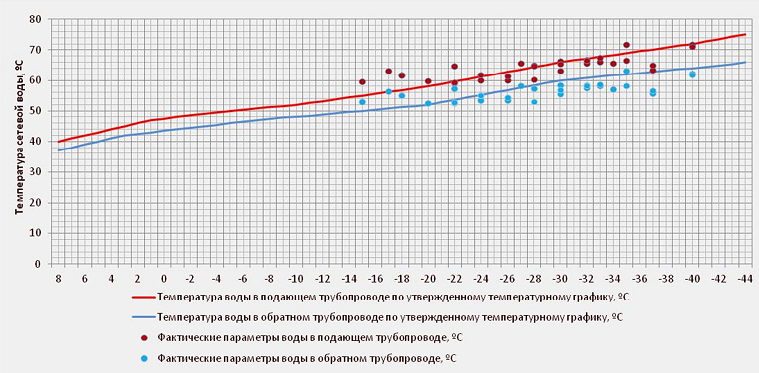 Температура сетевой воды, ºС
80
70
60
50
40
30
20
10
0
8 6 4 2 0 -2 -4 -6 -8 -10 -12 -14 -16 -18 -20 -22 -24 -26 -28 -30 -32 -34 -36 -38 -40 -42 -44
Температура воды в подающем трубопроводе по утвержденному температурному графику, ºС
Температура воды в обратном трубопроводе по утвержденному температурному графику, ºС
Фактические параметры воды в подающем трубопроводе, ºС
Фактические параметры воды в обратном трубопроводе, ºС